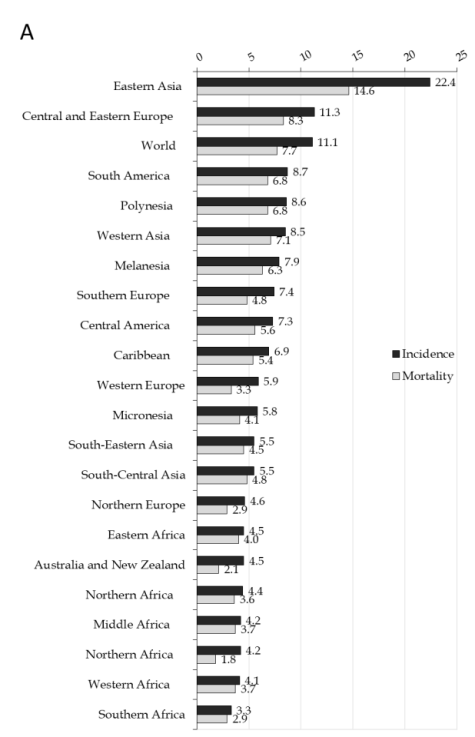 A
0 5 10 15 20 25
Eastern Asia 22.4
14.6
Central and Eastern Europe 11.3
8.3
World 11.1
7.7
South America 8.7
6.8
Polynesia 8.6
6.8
Western Asia 8.5
7.1
Melanesia 7.9
6.3
Southern Europe 7.4
4.8
Central America 7.3
5.6
Caribbean 6.9
5.4
Incidence
Western Europe 5.9
3.3
Mortality
Micronesia 5.8
4.1
South-Eastern Asia 5.5
4.5
South-Central Asia 5.5
4.8
Northern Europe 4.6
2.9
Eastern Africa 4.5
4.0
Australia and New Zealand 4.5
2.1
Northern Africa 4.4
3.6
Middle Africa 4.2
3.7
Northern Africa 4.2
1.8
Western Africa 4.1
3.7
Southern Africa 3.3
2.9